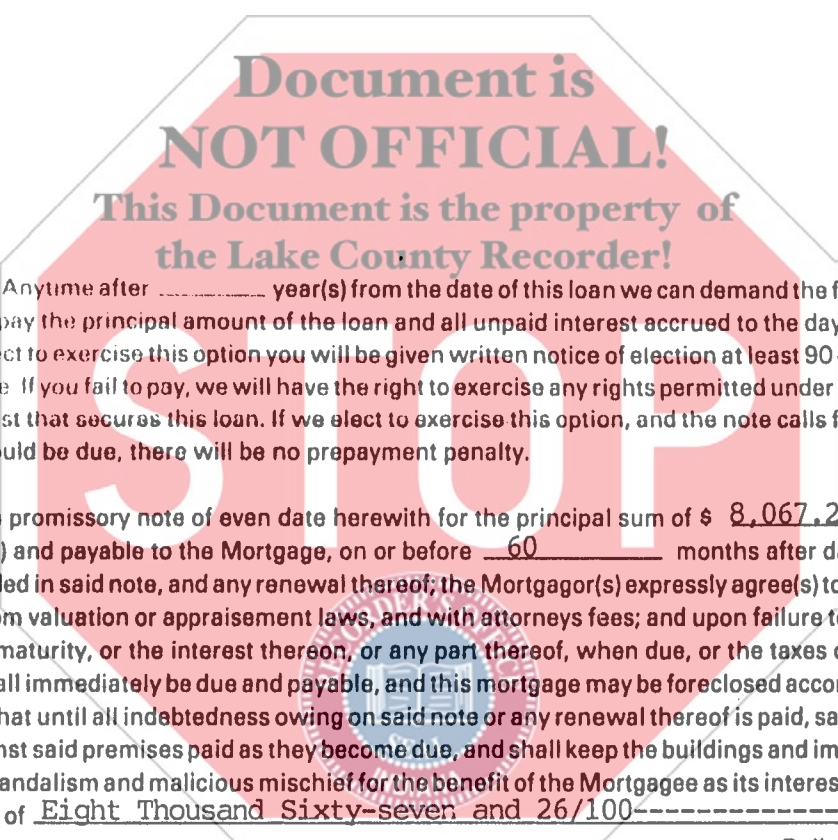 Document is
NOT OFFICIAL!
This Document is the property of
the Lake County Recorder!
Anytime after ________ year(s) from the date of this loan we can demand the f
pay the principal amount of the loan and all unpaid interest accrued to the day
ct to exercise this option you will be given written notice of election at least 90
e. If you fail to pay, we will have the right to exercise any rights permitted under
st that secures this loan. If we elect to exercise this option, and the note calls f
uld be due, there will be no prepayment penalty.
STOP
promissory note of even date herewith for the principal sum of $ 8,067.2
) and payable to the Mortgage, on or before 60 months after d
led in said note, and any renewal thereof; the Mortgagor(s) expressly agree(s) to
om valuation or appraisement laws, and with attorneys fees; and upon failure t
maturity, or the interest thereon, or any part thereof, when due, or the taxes o
all immediately be due and payable, and this mortgage may be foreclosed accor
hat until all indebtedness owing on said note or any renewal thereof is paid, sa
nst said premises paid as they become due, and shall keep the buildings and im
andalism and malicious mischief for the benefit of the Mortgagee as its interes
of Eight Thousand Sixty-seven and 26/100--------------
SEAL